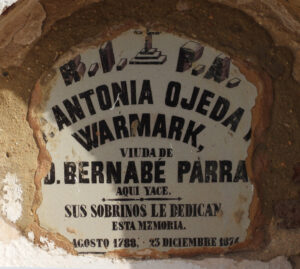 R.I.P.A.
ANTONIA OJEDA
WARMARK,
VIUDA DE
D. BERNABÉ PARRA
AQUI YACE.
SUS SOBRINOS LE DEDICAN
ESTA MEMORIA.
AGOSTO 1788. - 23 DICIEMBRE 1874